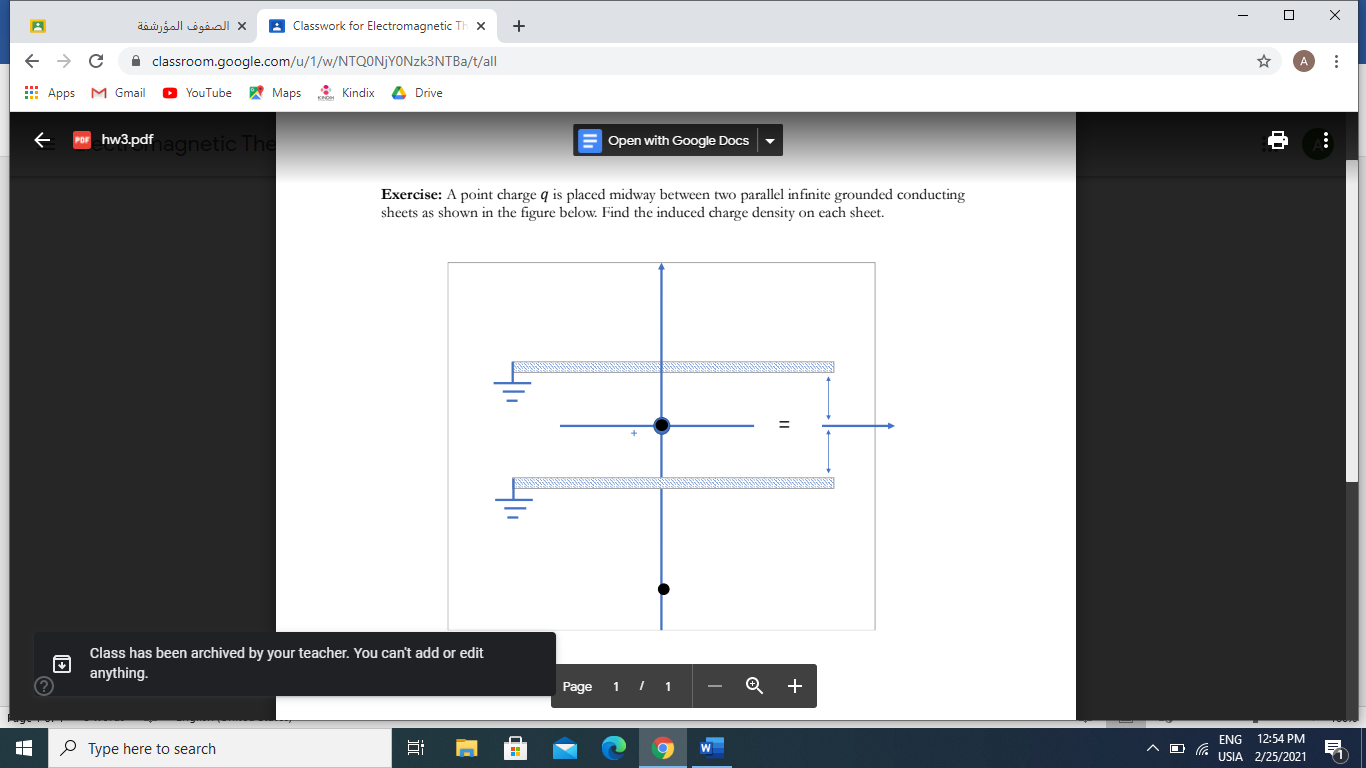 الصفوف المؤرشفة
Classwork for Electromagnetic Th
classroom.google.com/u/1/w/NTQ0NjY0Nzk3NTBa/t/all
A
Apps Gmail YouTube Maps Kindix Drive
PDF hw3.pdf
Open with Google Docs
Exercise: A point charge q is placed midway between two parallel infinite grounded conducting
sheets as shown in the figure below. Find the induced charge density on each sheet.
+
=
Class has been archived by your teacher. You can't add or edit
anything.
?
Page 1 / 1
Type here to search
W
ENG 12:54 PM
USIA 2/25/2021
1